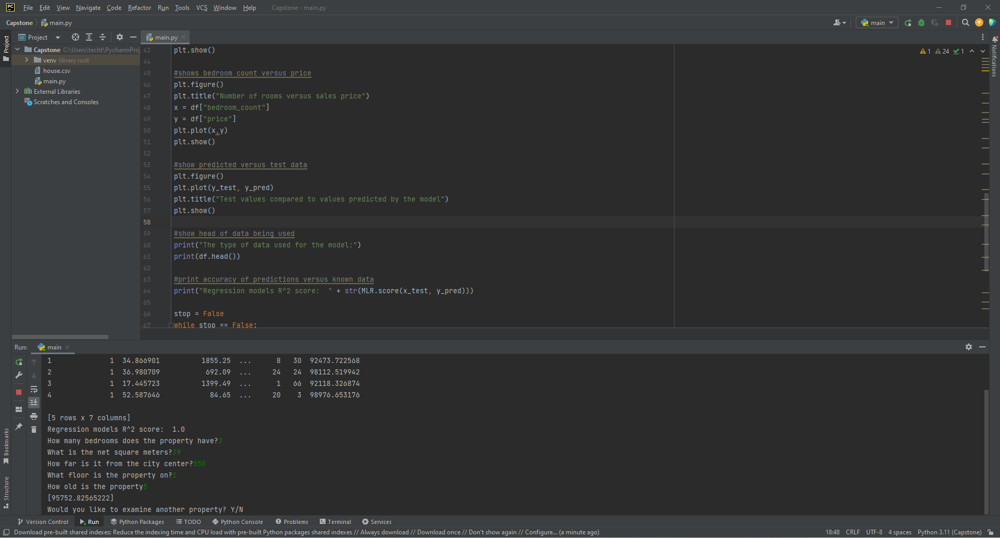 File Edit View Navigate Code Refactor Run Tools VCS Window Help Capstone - main.py
Capstone main.py
main
Project
main.py
Project
Capstone C:\Users\techt\PycharmProj
venv library root
house.csv
main.py
External Libraries
Scratches and Consoles
1 24 1
Notifications
43 plt.show()
44
45 #shows bedroom count versus price
46 plt.figure()
47 plt.title("Number of rooms versus sales price")
48 x = df["bedroom_count"]
49 y = df["price"]
50 plt.plot(x,y)
51 plt.show()
52
53 #show predicted versus test data
54 plt.figure()
55 plt.plot(y_test, y_pred)
56 plt.title("Test values compared to values predicted by the model")
57 plt.show()
58
59 #show head of data being used
60 print("The type of data used for the model:")
61 print(df.head())
62
63 #print accuracy of predictions versus known data
64 print("Regression models R^2 score:  " + str(MLR.score(x_test, y_pred)))
65
66 stop = False
67 while stop == False:
Run: main
1 1 34.866901 1855.25 ... 8 30 92473.722568
2 1 36.980709 692.09 ... 24 24 98112.519942
3 1 17.445723 1399.49 ... 1 66 92118.326874
4 1 52.587646 84.65 ... 20 3 98976.653176
[5 rows x 7 columns]
Regression models R^2 score:  1.0
How many bedrooms does the property have?3
What is the net square meters?39
How far is it from the city center?550
What floor is the property on?1
How old is the property5
[95752.82565222]
Would you like to examine another property? Y/N
Bookmarks
Structure
Version Control Run Python Packages TODO Python Console Problems Terminal Services
Download pre-built shared indexes: Reduce the indexing time and CPU load with pre-built Python packages shared indexes // Always download // Download once // Don't show again // Configure... (a minute ago) 18:48 CRLF UTF-8 4 spaces Python 3.11 (Capstone)